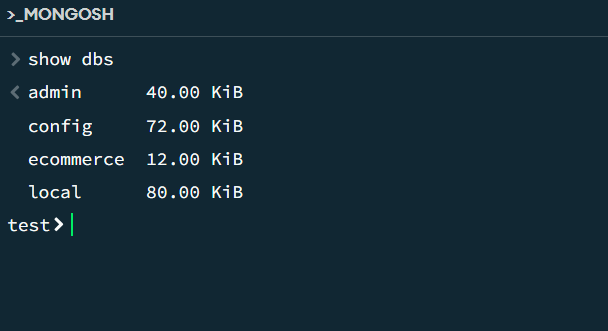 >_MONGOSH
> show dbs
< admin      40.00 KiB
config     72.00 KiB
ecommerce  12.00 KiB
local      80.00 KiB
test>